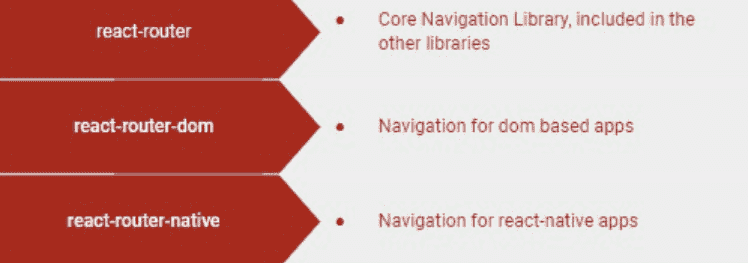 react-router
• Core Navigation Library, included in the
other libraries
react-router-dom
• Navigation for dom based apps
react-router-native
• Navigation for react-native apps